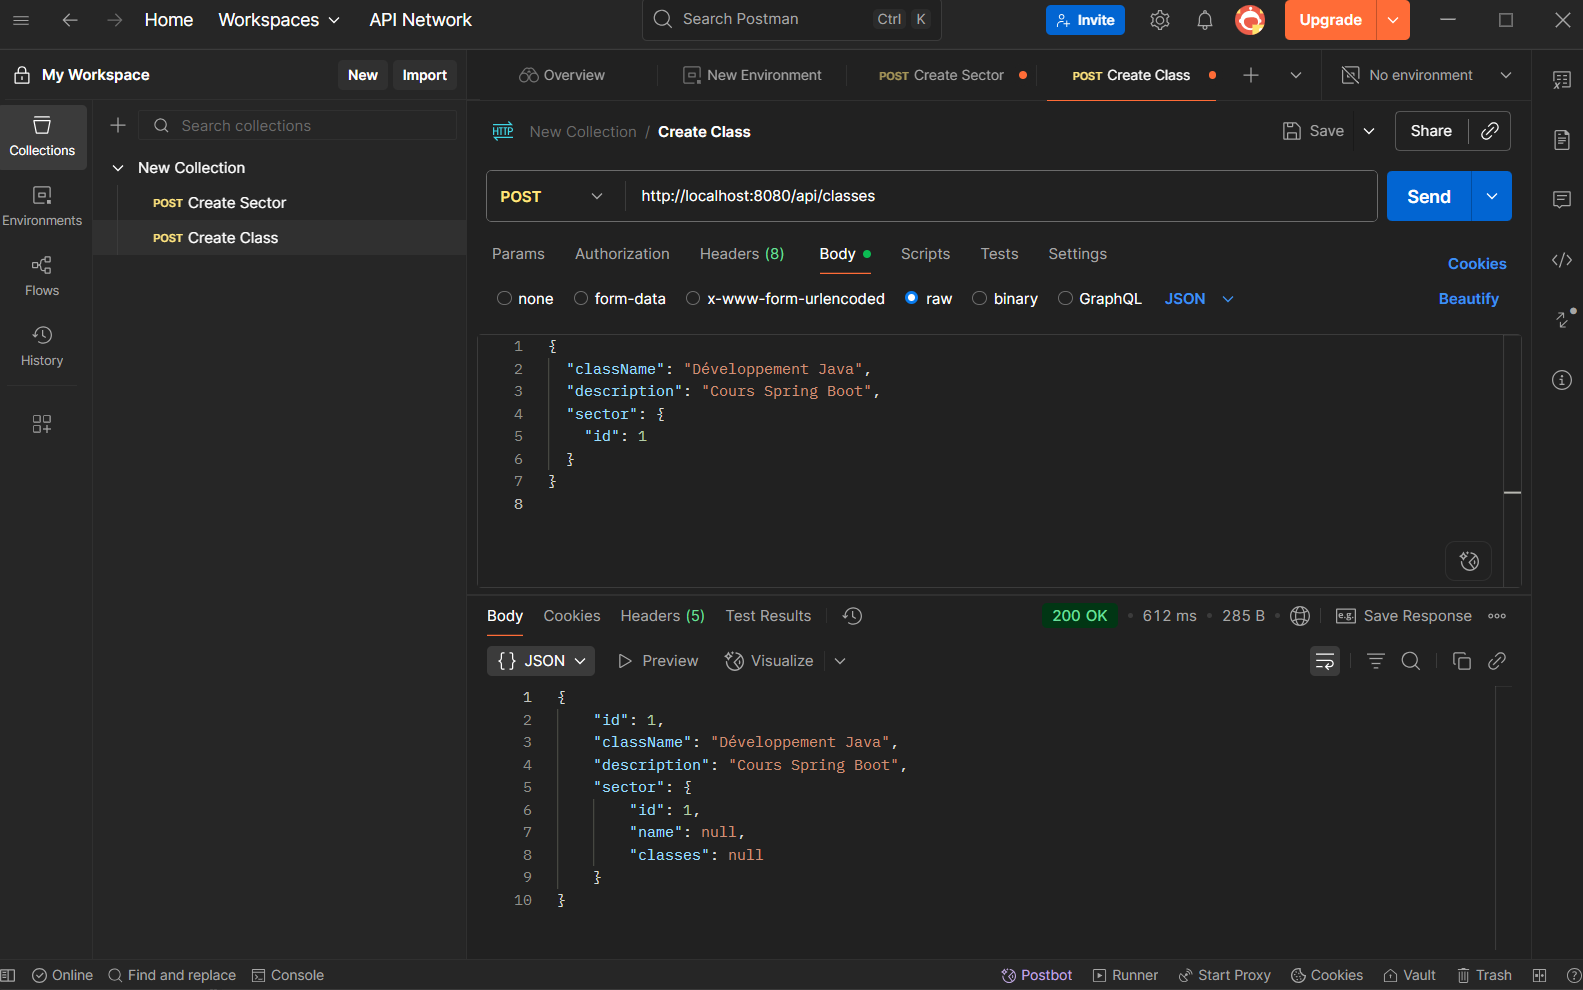 Home Workspaces API Network Search Postman Ctrl K Invite Upgrade
My Workspace New Import Overview New Environment POST Create Sector POST Create Class No environment
Collections
Environments
Flows
History
Search collections
New Collection
POST Create Sector
POST Create Class
HTTP New Collection / Create Class Save Share
POST http://localhost:8080/api/classes Send
Params Authorization Headers (8) Body Scripts Tests Settings Cookies
none form-data x-www-form-urlencoded raw binary GraphQL JSON Beautify
1 {
2 "className": "Développement Java",
3 "description": "Cours Spring Boot",
4 "sector": {
5 "id": 1
6 }
7 }
8
Body Cookies Headers (5) Test Results 200 OK • 612 ms • 285 B • e.g. Save Response
{} JSON Preview Visualize
1 {
2 "id": 1,
3 "className": "Développement Java",
4 "description": "Cours Spring Boot",
5 "sector": {
6 "id": 1,
7 "name": null,
8 "classes": null
9 }
10 }
Online Find and replace Console Postbot Runner Start Proxy Cookies Vault Trash